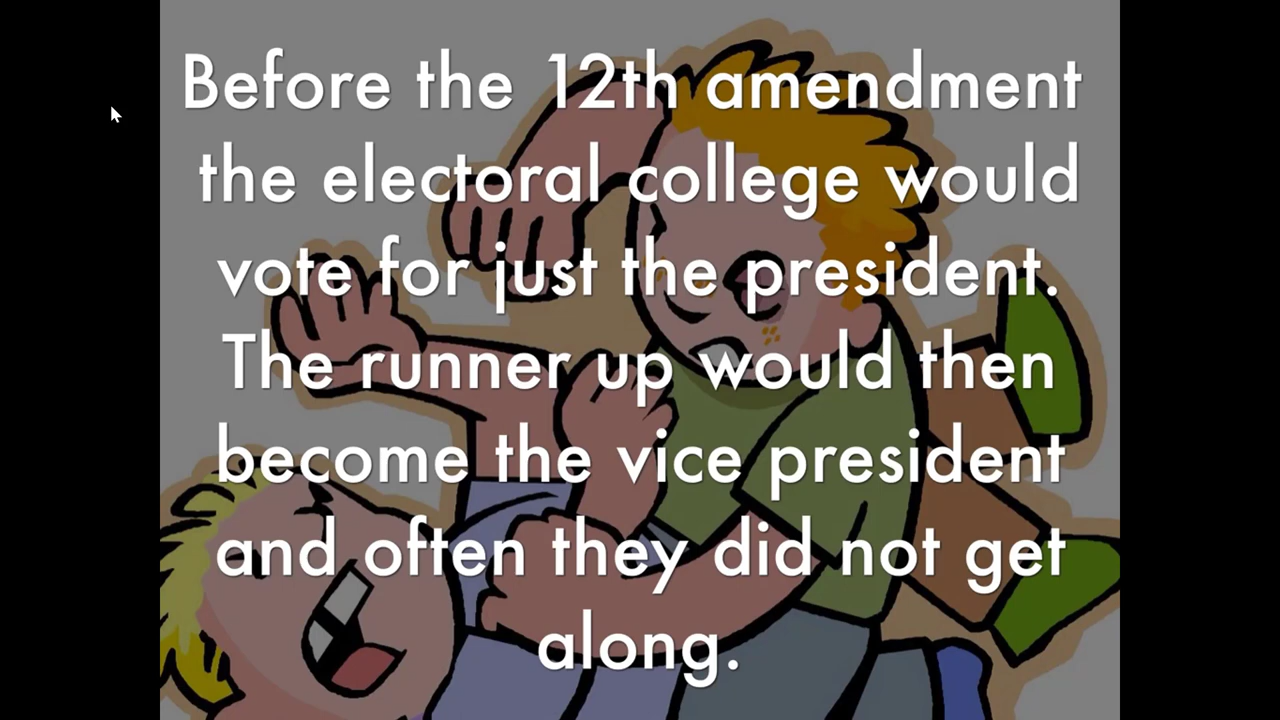 Before the 12th amendment
the electoral college would
vote for just the president.
The runner up would then
become the vice president
and often they did not get
along.